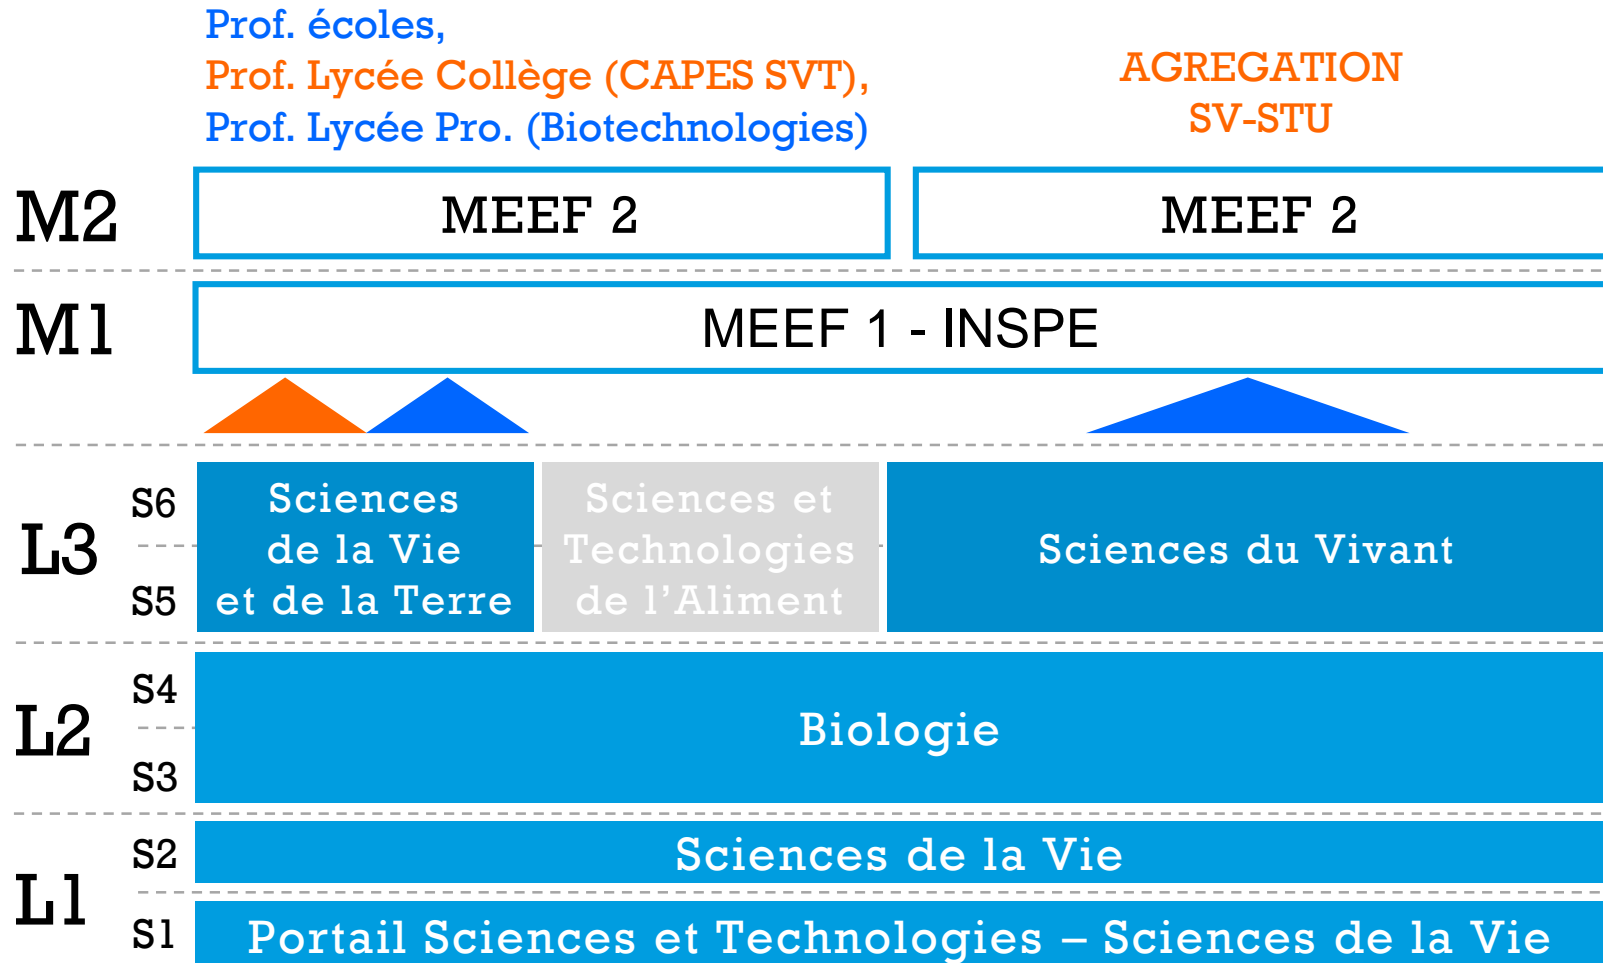 Prof. écoles,
Prof. Lycée Collège (CAPES SVT),
Prof. Lycée Pro. (Biotechnologies)
AGREGATION
SV-STU
M2
MEEF 2
MEEF 2
M1
MEEF 1 - INSPE
L3
S6
S5
Sciences
de la Vie
et de la Terre
Sciences et
Technologies
de l’Aliment
Sciences du Vivant
L2
S4
S3
Biologie
L1
S2
Sciences de la Vie
S1
Portail Sciences et Technologies – Sciences de la Vie